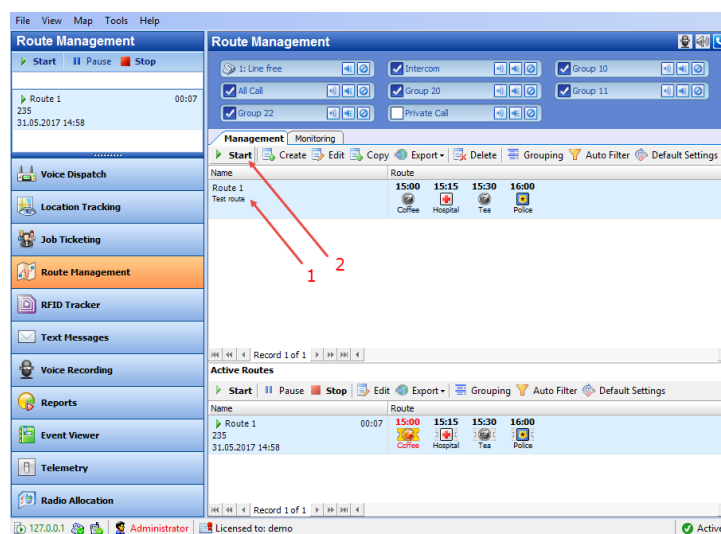 File View Map Tools Help
Route Management
Start Pause Stop
Route 1 00:07
235
31.05.2017 14:58
Voice Dispatch
Location Tracking
Job Ticketing
Route Management
RFID Tracker
Text Messages
Voice Recording
Reports
Event Viewer
Telemetry
Radio Allocation
Route Management
1: Line free Intercom Group 10
All Call Group 20 Group 11
Group 22 Private Call
Management Monitoring
Start Create Edit Copy Export Delete Grouping Auto Filter Default Settings
Name Route
Route 1 15:00 15:15 15:30 16:00
Test route
Coffee Hospital Tea Police
1 2
Record 1 of 1
Active Routes
Start Pause Stop Edit Export Grouping Auto Filter Default Settings
Name Route
Route 1 00:07 15:00 15:15 15:30 16:00
235
31.05.2017 14:58 Coffee Hospital Tea Police
Record 1 of 1
127.0.0.1 Administrator Licensed to: demo Active